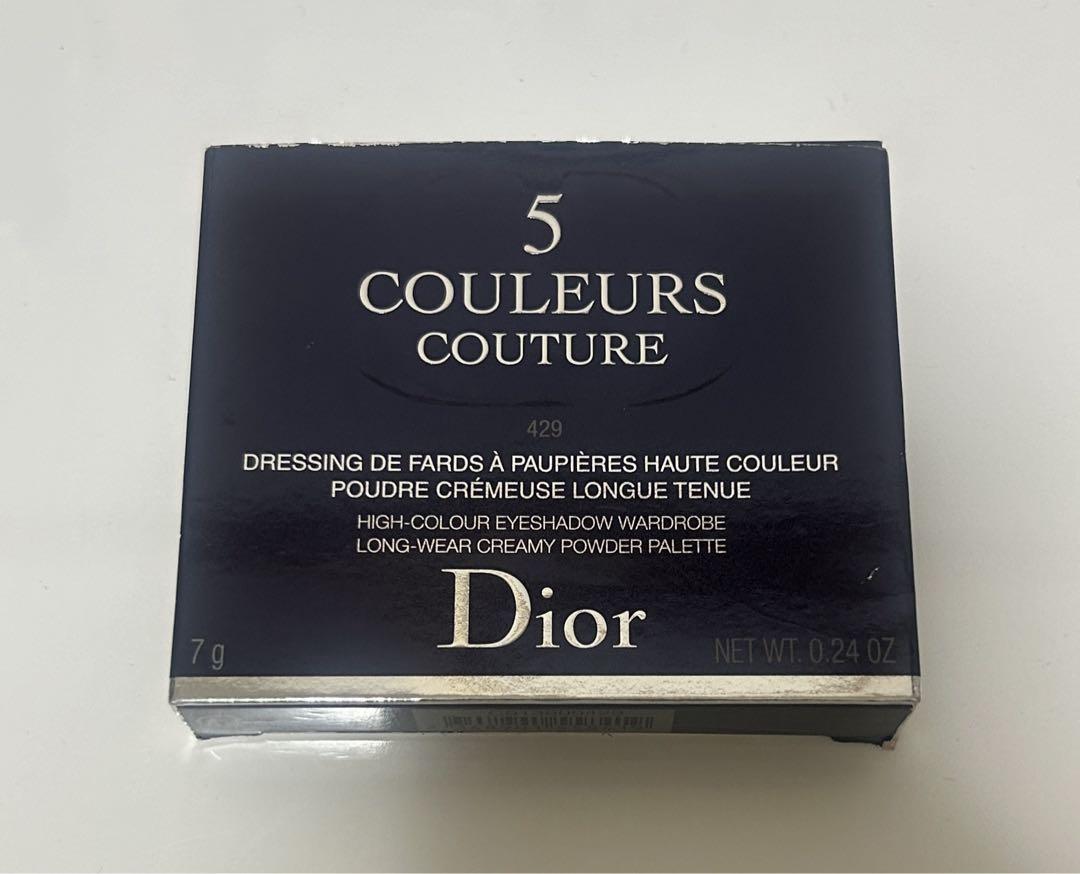 5
COULEURS
COUTURE
429
DRESSING DE FARDS À PAUPIÈRES HAUTE COULEUR
POUDRE CRÉMEUSE LONGUE TENUE
HIGH-COLOUR EYESHADOW WARDROBE
LONG-WEAR CREAMY POWDER PALETTE
Dior
7 g NET WT. 0.24 OZ